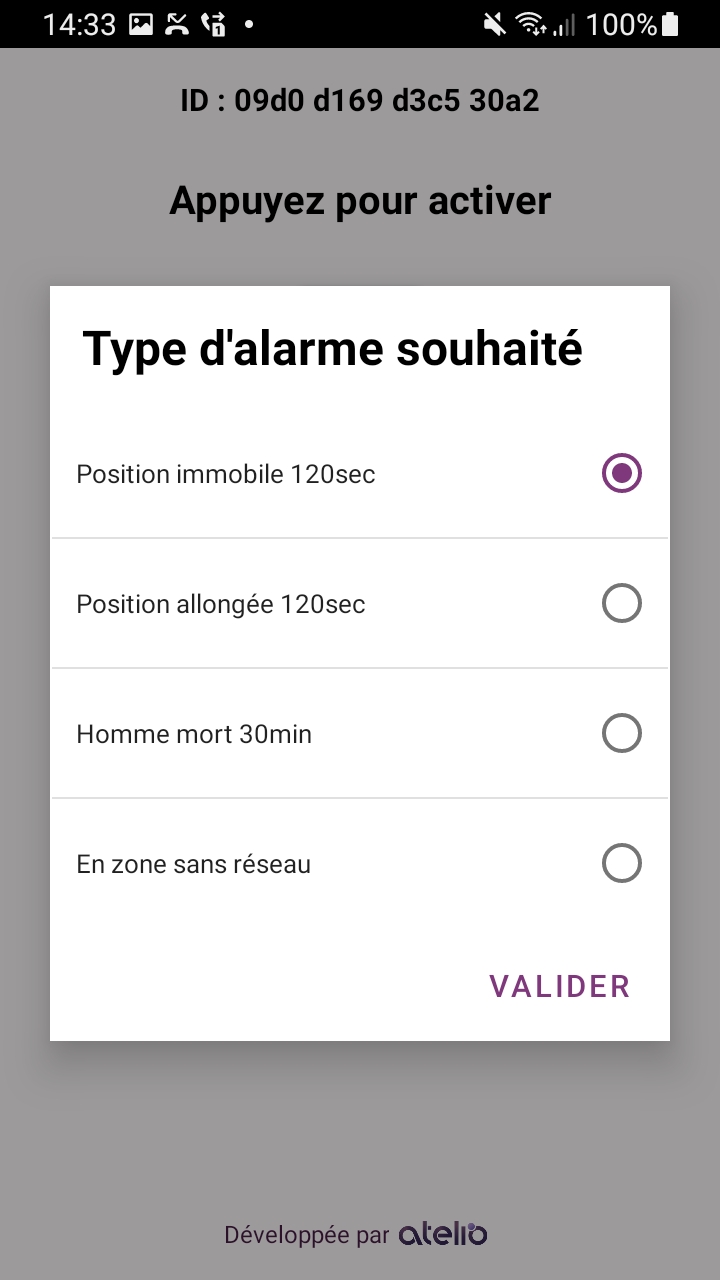 14:33 100%
ID : 09d0 d169 d3c5 30a2
Appuyez pour activer
Type d'alarme souhaité
Position immobile 120sec
Position allongée 120sec
Homme mort 30min
En zone sans réseau
VALIDER
Développée par atelio